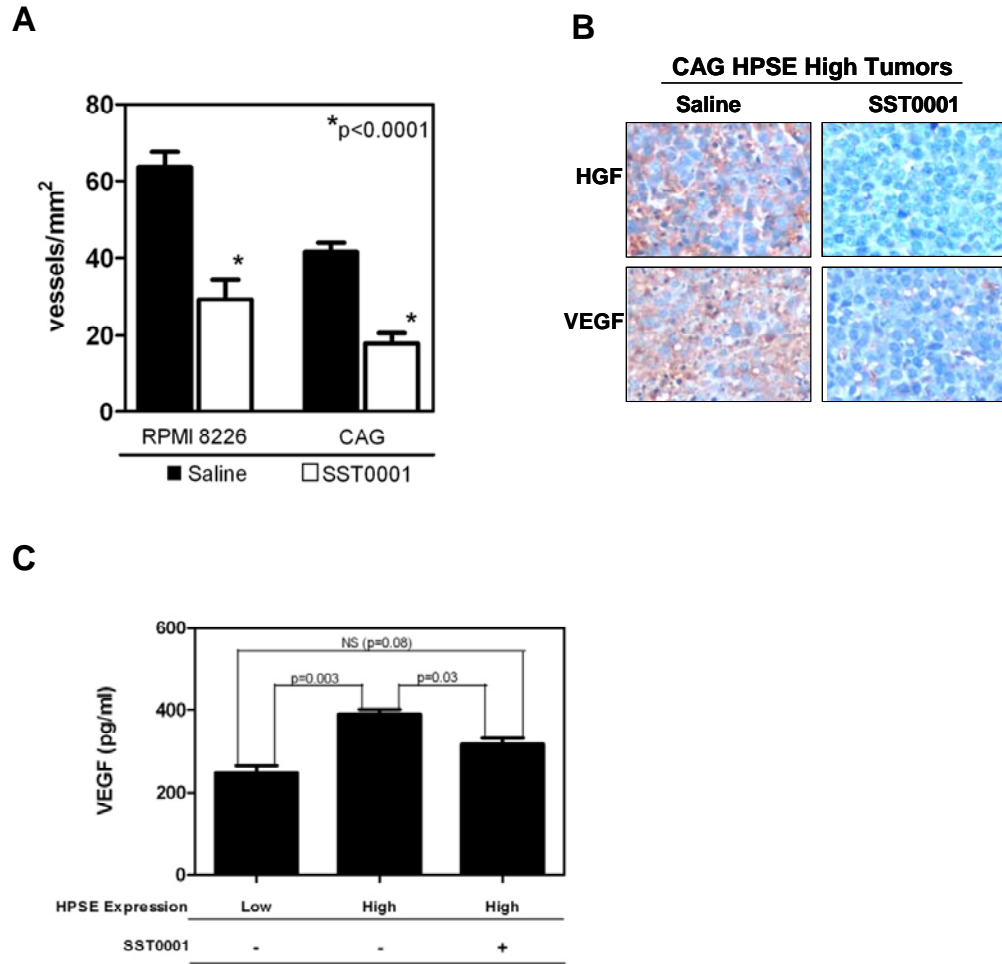 A
80
60
40
20
0
vessels/mm²
*p<0.0001
*
*
RPMI 8226 CAG
Saline SST0001
B
CAG HPSE High Tumors
Saline SST0001
HGF
VEGF
C
600
400
200
0
VEGF (pg/ml)
NS (p=0.08)
p=0.003 p=0.03
HPSE Expression Low High High
SST0001 - - +